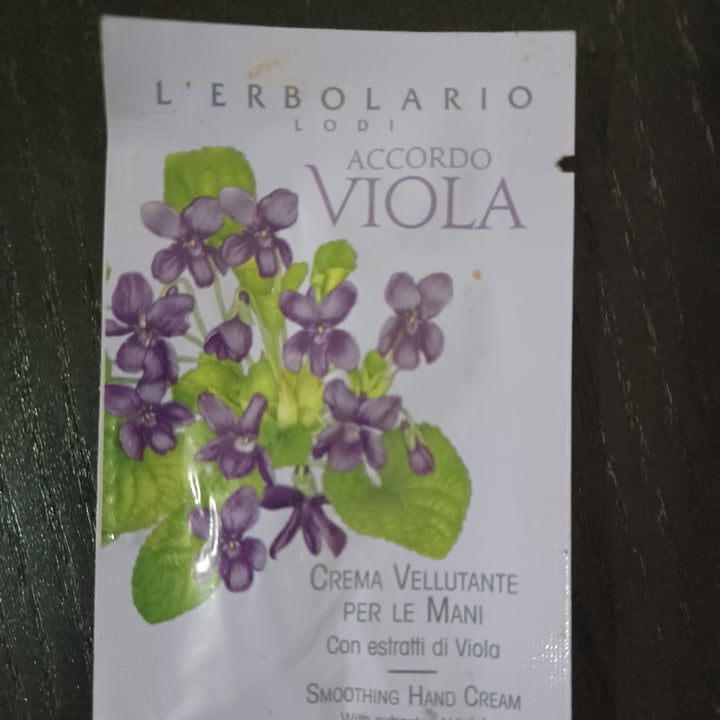 L'ERBOLARIO
LODI
ACCORDO
VIOLA
CREMA VELLUTANTE
PER LE MANI
Con estratti di Viola
SMOOTHING HAND CREAM